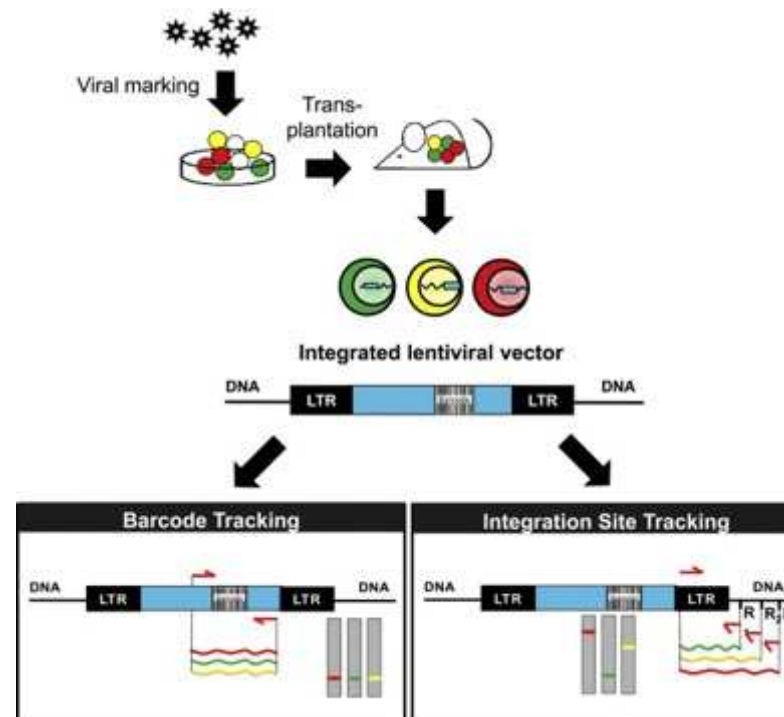 Viral marking
Trans-
plantation
Integrated lentiviral vector
DNA LTR LTR DNA
Barcode Tracking
DNA LTR LTR DNA
Integration Site Tracking
DNA LTR LTR DNA
R R